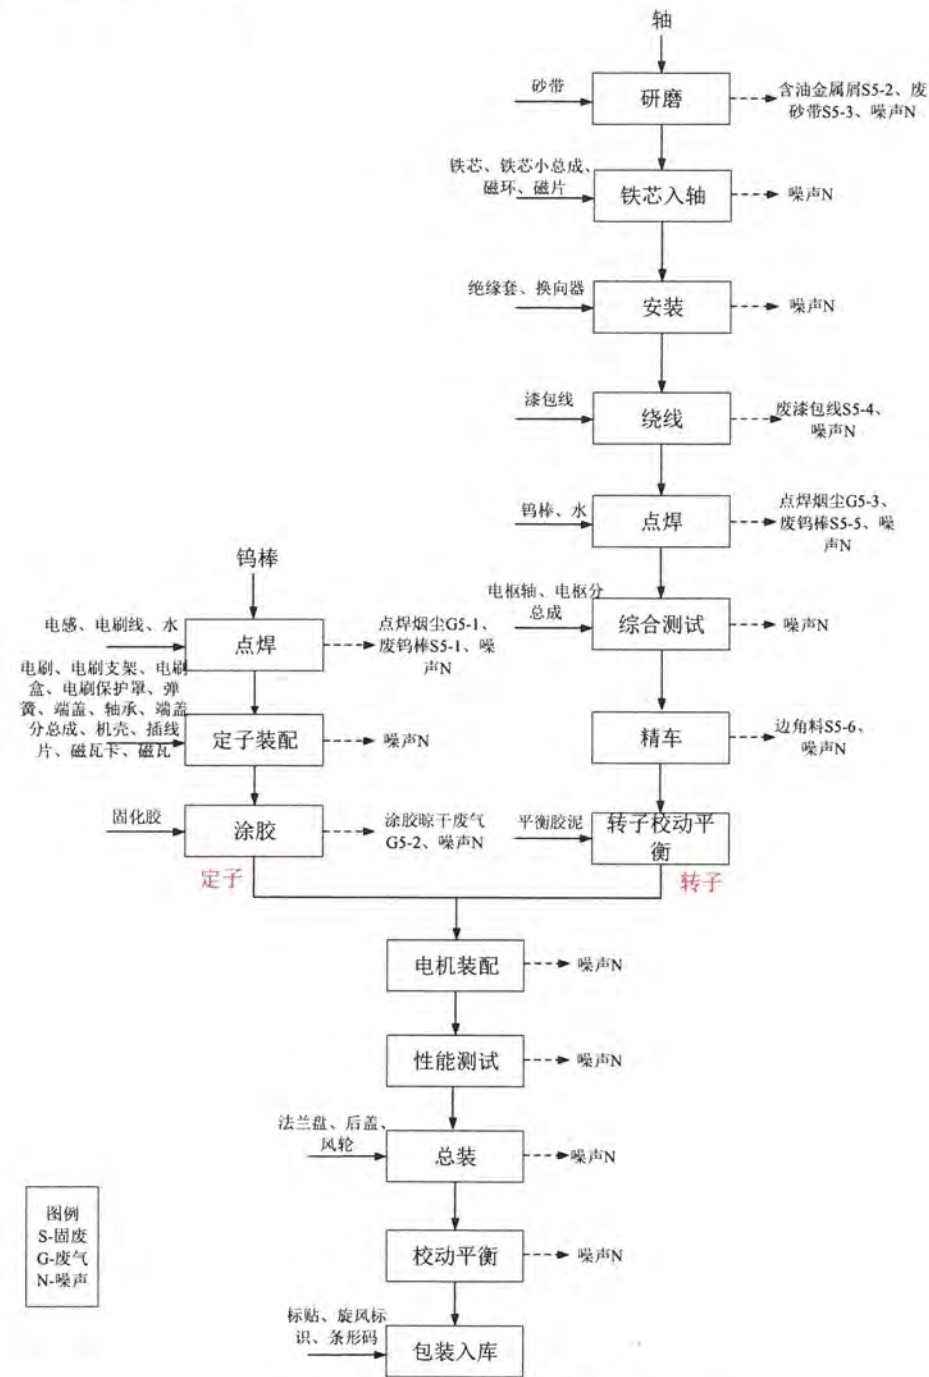 轴
砂带
研磨
含油金属屑S5-2、废
砂带S5-3、噪声N
铁芯、铁芯小总成、
磁环、磁片
铁芯入轴
噪声N
绝缘套、换向器
安装
噪声N
漆包线
绕线
废漆包线S5-4、
噪声N
钨棒、水
点焊
点焊烟尘G5-3、
废钨棒S5-5、噪
声N
电枢轴、电枢分
总成
综合测试
噪声N
精车
边角料S5-6、
噪声N
平衡胶泥
转子校动平
衡
转子
钨棒
电感、电刷线、水
点焊
点焊烟尘G5-1、
废钨棒S5-1、噪
声N
电刷、电刷支架、电刷
盒、电刷保护罩、弹
簧、端盖、轴承、端盖
分总成、机壳、插线
片、磁瓦卡、磁瓦
定子装配
噪声N
固化胶
涂胶
涂胶晾干废气
G5-2、噪声N
定子
电机装配
噪声N
性能测试
噪声N
法兰盘、后盖、
风轮
总装
噪声N
校动平衡
噪声N
标贴、旋风标
识、条形码
包装入库
图例
S-固废
G-废气
N-噪声